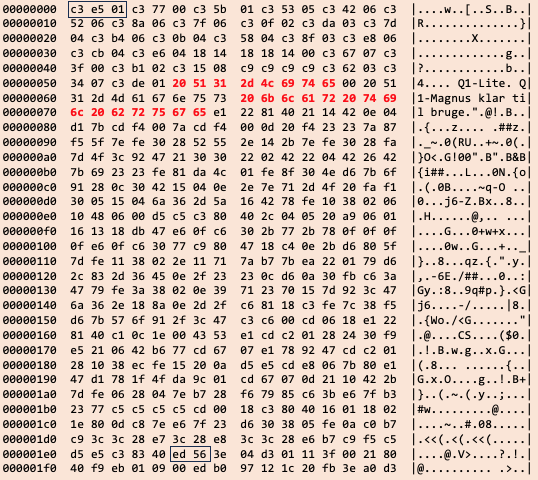 00000000 c3 e5 01 c3 77 00 c3 5b 01 c3 53 05 c3 42 06 c3 |....w..[..S..B..|
00000010 52 06 c3 8a 06 c3 7f 06 c3 0f 02 c3 da 03 c3 7d |R..............}|
00000020 04 c3 b4 06 c3 0b 04 c3 58 04 c3 8f 03 c3 d3 06 |........X.......|
00000030 c3 cb 04 c3 e6 04 18 14 18 18 14 00 c3 67 07 c3 |.............g..|
00000040 3f 00 c3 b1 02 c3 15 08 c9 c9 c9 c9 c3 62 03 c3 |?............b..|
00000050 34 07 c3 de 01 20 51 31 2d 4c 69 74 65 00 20 51 |4.... Q1-Lite. Q|
00000060 31 2d 4d 61 67 6e 75 73 20 6b 6c 61 72 20 74 69 |1-Magnus klar ti|
00000070 6c 20 62 72 75 67 65 e1 22 81 40 21 14 42 0e 04 |l bruge.".@!.B..|
00000080 d1 7b cd f4 00 7a cd f4 00 0d 20 f4 23 23 7a 87 |.{...z.... .##z.|
00000090 f5 5f 7e fe 30 28 52 55 2e 14 2b 7e fe 30 28 fa |._~.0(RU..+~.0(.|
000000a0 7d 4f 3c 92 47 21 30 30 22 02 42 22 04 42 26 42 |}O<.G!00".B".B&B|
000000b0 7b 69 23 23 fe 81 da 4c 01 fe 8f 30 4e d6 7b 6f |{i##...L...0N.{o|
000000c0 91 28 0c 30 42 15 04 0e 2e 7e 71 2d 4f 20 fa f1 |.(.0B....~q-O ..|
000000d0 30 05 15 04 6a 36 2d 5a 16 42 78 fe 10 38 02 06 |0...j6-Z.Bx..8..|
000000e0 10 48 06 00 d5 c5 c3 80 40 2c 04 05 20 a9 06 01 |.H......@,.. ...|
000000f0 16 13 18 db 47 e6 0f c6 30 2b 77 2b 78 0f 0f 0f |....G...0+w+x...|
00000100 0f e6 0f c6 30 77 c9 80 47 18 c4 0e 2b d6 80 5f |....0w..G...+.._|
00000110 7d fe 11 38 02 2e 11 71 7a b7 7b ea 22 01 79 d6 |}..8...qz.{.".y.|
00000120 2c 83 2d 36 45 0e 2f 23 23 0c d6 0a 30 fb c6 3a |,.-6E./##...0..:|
00000130 47 79 fe 3a 38 02 0e 39 71 23 70 15 7d 92 3c 47 |Gy.:8..9q#p.}.<G|
00000140 6a 36 2e 18 8a 0e 2d 2f c6 81 18 c3 fe 7c 38 f5 |j6....-/.....|8.|
00000150 d6 7b 57 6f 91 2f 3c 47 c3 c6 00 cd 06 18 e1 22 |.{Wo./<G......."|
00000160 81 40 c1 0c 1e 00 43 53 e1 cd c2 01 28 24 30 f9 |.@....CS....($0.|
00000170 e5 21 06 42 b6 77 cd 67 07 e1 78 92 47 cd c2 01 |.!.B.w.g..x.G...|
00000180 28 10 38 ec fe 15 20 0a d5 e5 cd e8 06 7b 80 e1 |(.8... ......{..|
00000190 47 d1 78 1f 4f da 9c 01 cd 67 07 0d 21 10 42 2b |G.x.O....g..!.B+|
000001a0 7d fe 06 28 04 7e b7 28 f6 79 85 c6 3b e6 7f b3 |}..(.~.(.y..;...|
000001b0 23 77 c5 c5 c5 c5 cd 00 18 c3 80 40 16 01 18 02 |#w.........@....|
000001c0 1e 80 0d c8 7e e6 7f 23 d6 30 38 05 fe 0a c0 b7 |....~..#.08.....|
000001d0 c9 3c 3c 28 e7 3c 28 e8 3c 3c 28 e6 b7 c9 f5 c5 |.<<(.<(.<<(.....|
000001e0 d5 e5 c3 83 40 ed 56 3e 04 d3 01 11 3f 00 21 80 |....@.V>....?.!.|
000001f0 40 f9 eb 01 09 00 ed b0 97 12 1c 20 fb 3e a0 d3 |@.......... .>..|